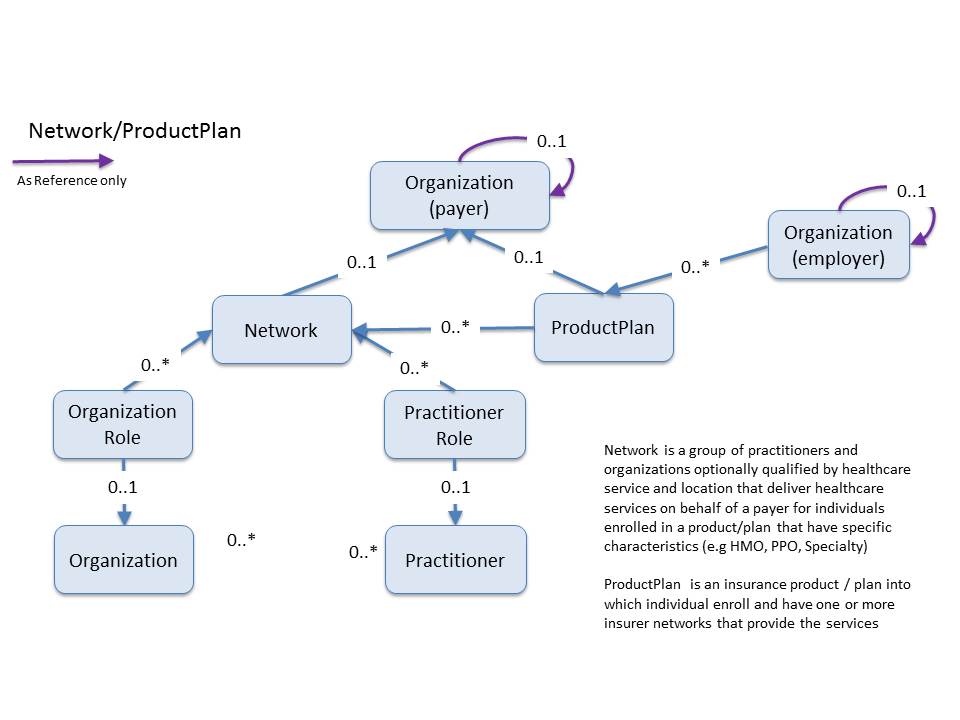 Network/ProductPlan
As Reference only
0..1
Organization
(payer)
0..1
Organization
(employer)
0..1
0..1
0..*
Network
0..*
ProductPlan
0..*
0..*
Organization
Role
Practitioner
Role
0..1
0..1
Organization
0..*
0..*
Practitioner
Network is a group of practitioners and
organizations optionally qualified by healthcare
service and location that deliver healthcare
services on behalf of a payer for individuals
enrolled in a product/plan that have specific
characteristics (e.g HMO, PPO, Specialty)
ProductPlan is an insurance product / plan into
which individual enroll and have one or more
insurer networks that provide the services